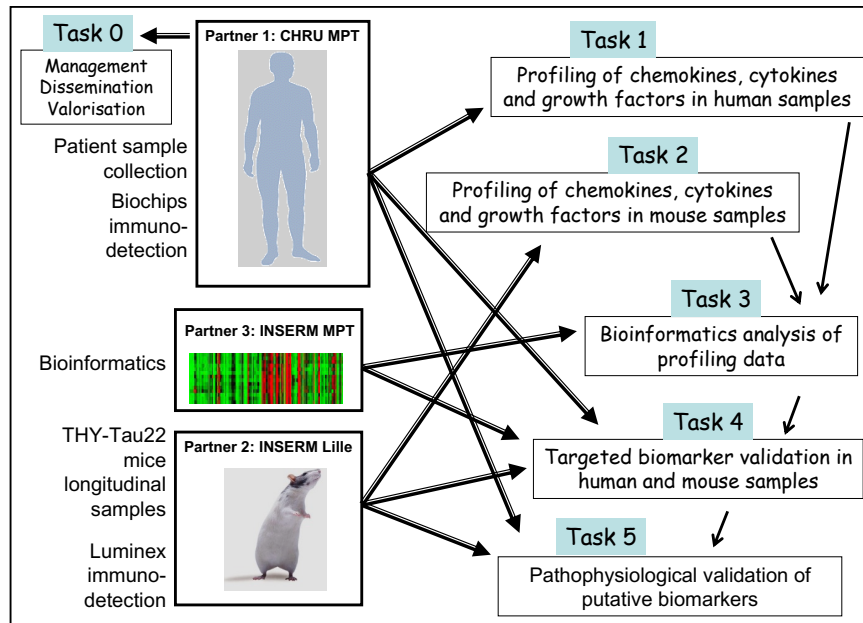 Task 0
Management
Dissemination
Valorisation
Partner 1: CHRU MPT
Patient sample
collection
Biochips
immuno-
detection
Task 1
Profiling of chemokines, cytokines
and growth factors in human samples
Task 2
Profiling of chemokines, cytokines
and growth factors in mouse samples
Task 3
Bioinformatics analysis of
profiling data
Partner 3: INSERM MPT
Bioinformatics
Task 4
Targeted biomarker validation in
human and mouse samples
Partner 2: INSERM Lille
THY-Tau22
mice
longitudinal
samples
Luminex
immuno-
detection
Task 5
Pathophysiological validation of
putative biomarkers